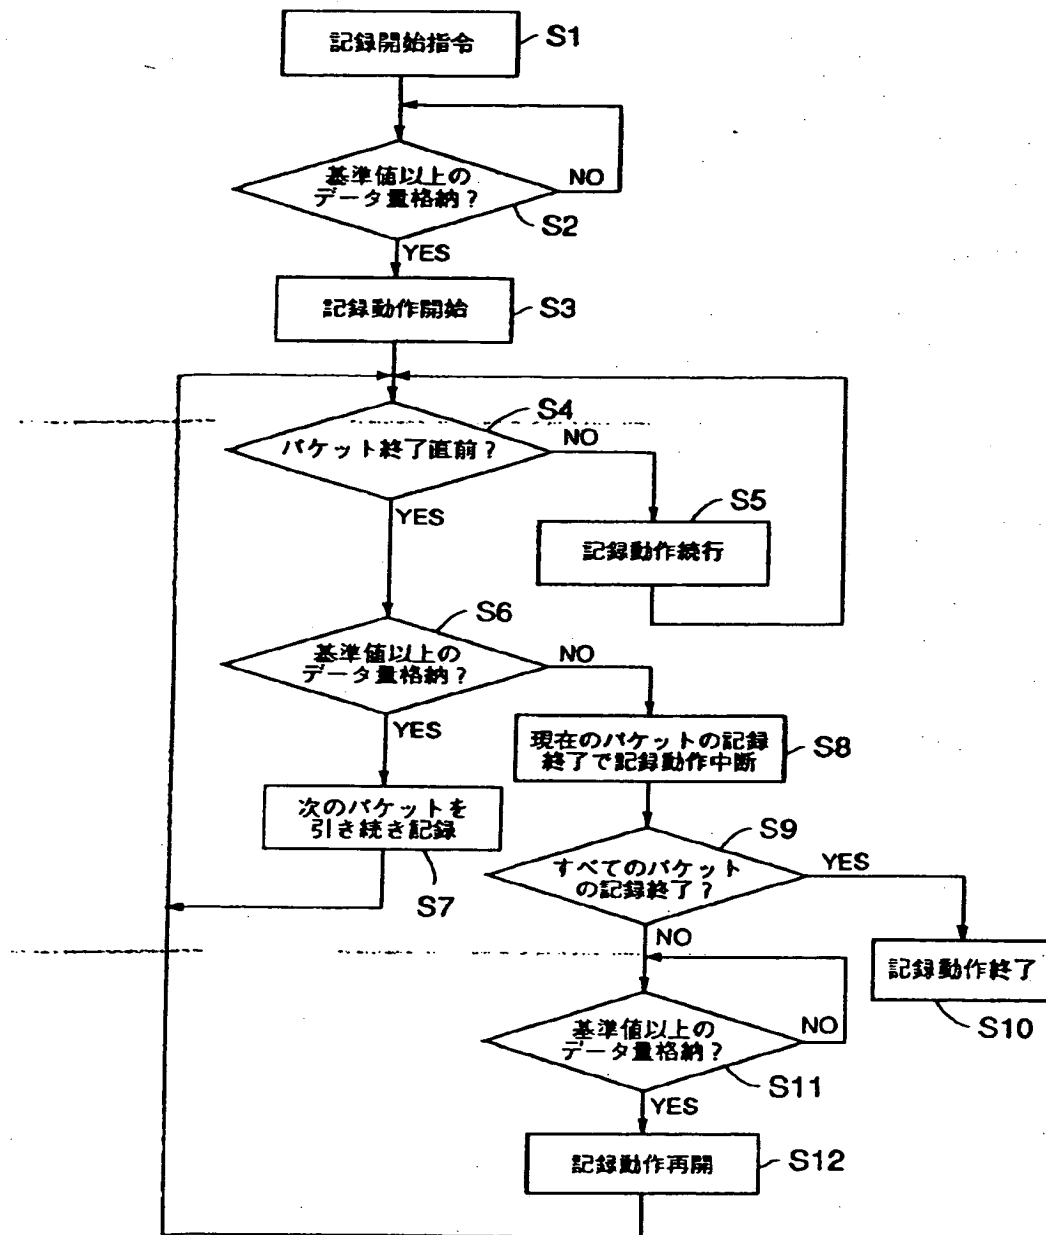 記録開始指令
S1
基準値以上の
データ量格納?
NO
S2
YES
記録動作開始
S3
S4
パケット終了直前?
NO
YES
S5
記録動作続行
S6
基準値以上の
データ量格納?
NO
YES
現在のパケットの記録
終了で記録動作中断
S8
次のパケットを
引き続き記録
S7
S9
すべてのパケット
の記録終了?
YES
NO
記録動作終了
S10
基準値以上の
データ量格納?
NO
S11
YES
記録動作再開
S12